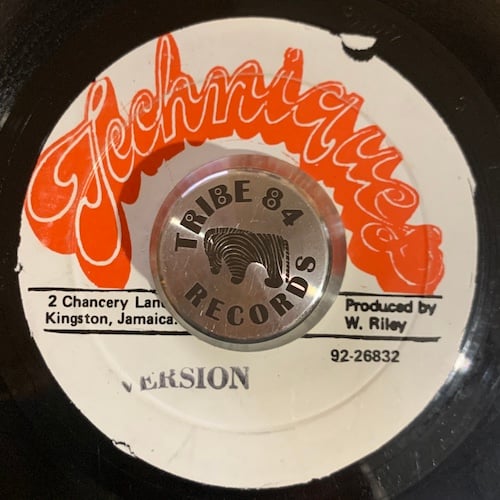 Techniques
TRIBE 84
RECORDS
2 Chancery Lane
Kingston, Jamaica.
Produced by
W. Riley
92-26832
VERSION